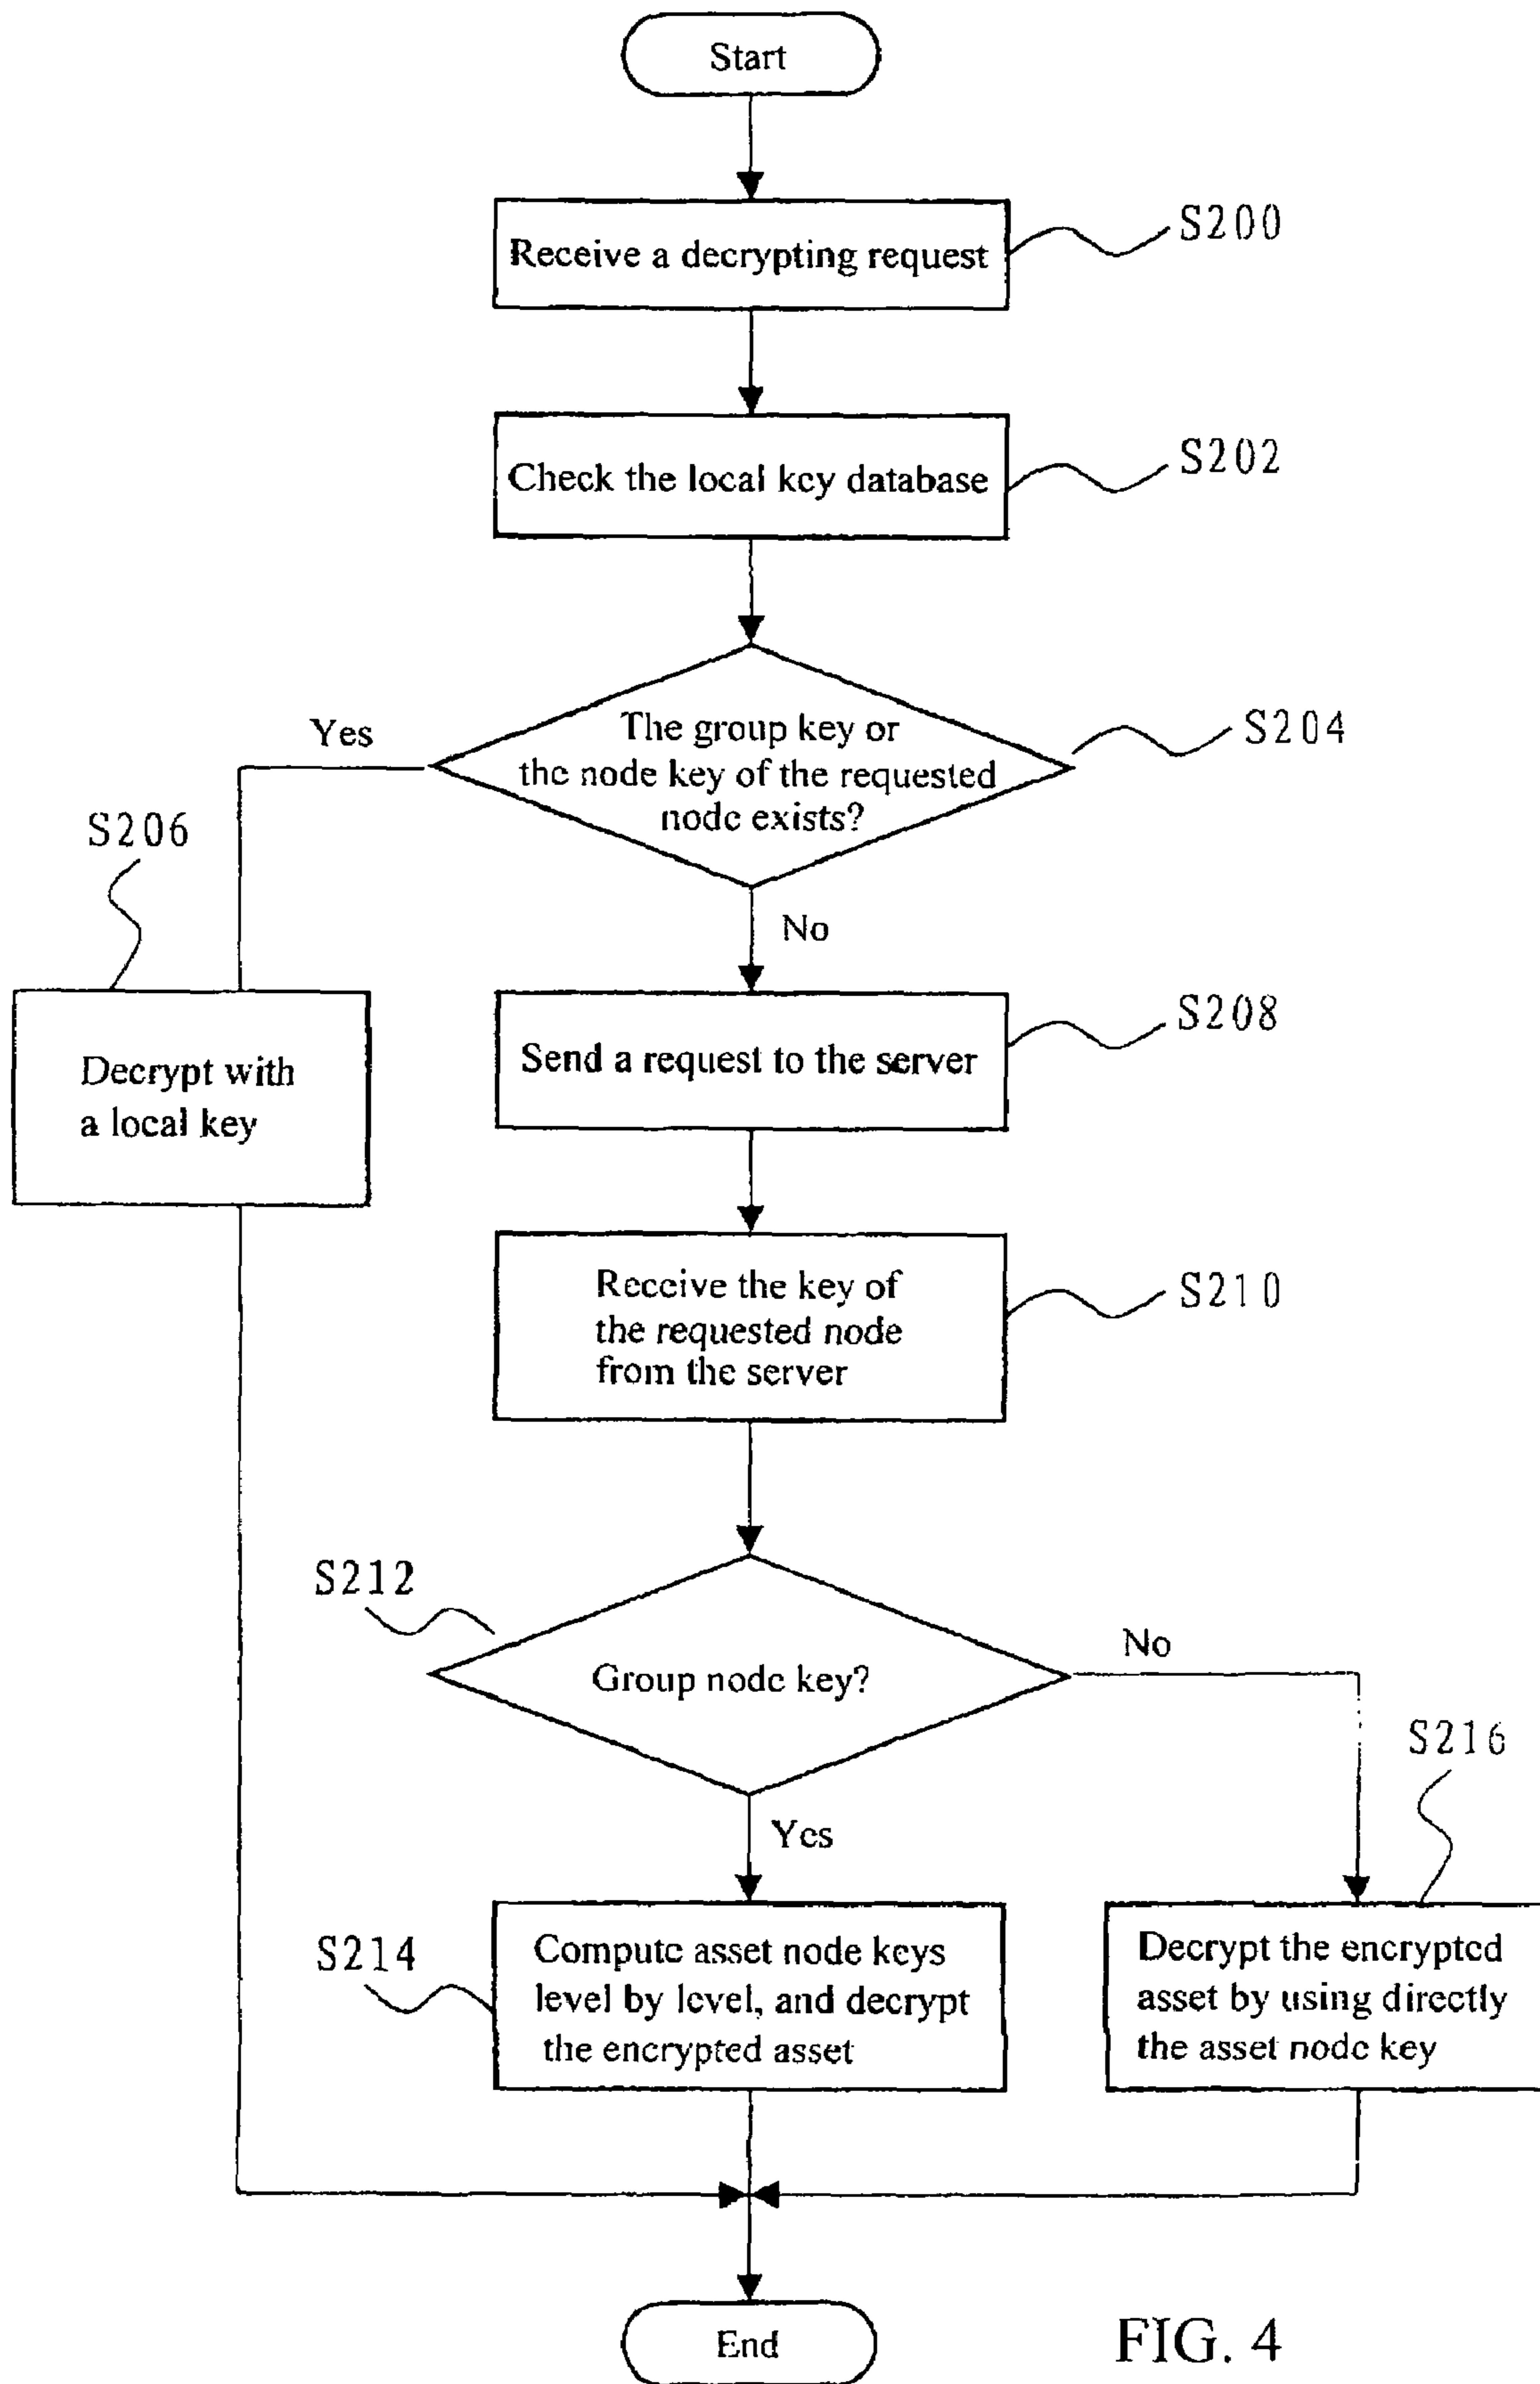 Start
Receive a decrypting request
S200
Check the local key database
S202
Yes
The group key or
the node key of the requested
node exists?
S204
S206
No
Decrypt with
a local key
Send a request to the server
S208
Receive the key of
the requested node
from the server
S210
S212
Group node key?
No
Yes
S216
S214
Compute asset node keys
level by level, and decrypt
the encrypted asset
Decrypt the encrypted
asset by using directly
the asset node key
End
FIG. 4